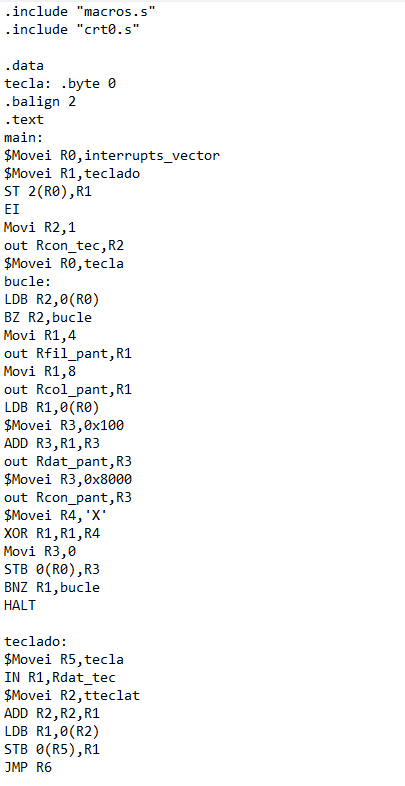 .include "macros.s"
.include "crt0.s"

.data
tecla: .byte 0
.balign 2
.text
main:
$Movei R0,interrupts_vector
$Movei R1,teclado
ST 2(R0),R1
EI
Movi R2,1
out Rcon_tec,R2
$Movei R0,tecla
bucle:
LDB R2,0(R0)
BZ R2,bucle
Movi R1,4
out Rfil_pant,R1
Movi R1,8
out Rcol_pant,R1
LDB R1,0(R0)
$Movei R3,0x100
ADD R3,R1,R3
out Rdat_pant,R3
$Movei R3,0x8000
out Rcon_pant,R3
$Movei R4,'X'
XOR R1,R1,R4
Movi R3,0
STB 0(R0),R3
BNZ R1,bucle
HALT

teclado:
$Movei R5,tecla
IN R1,Rdat_tec
$Movei R2,tteclat
ADD R2,R2,R1
LDB R1,0(R2)
STB 0(R5),R1
JMP R6